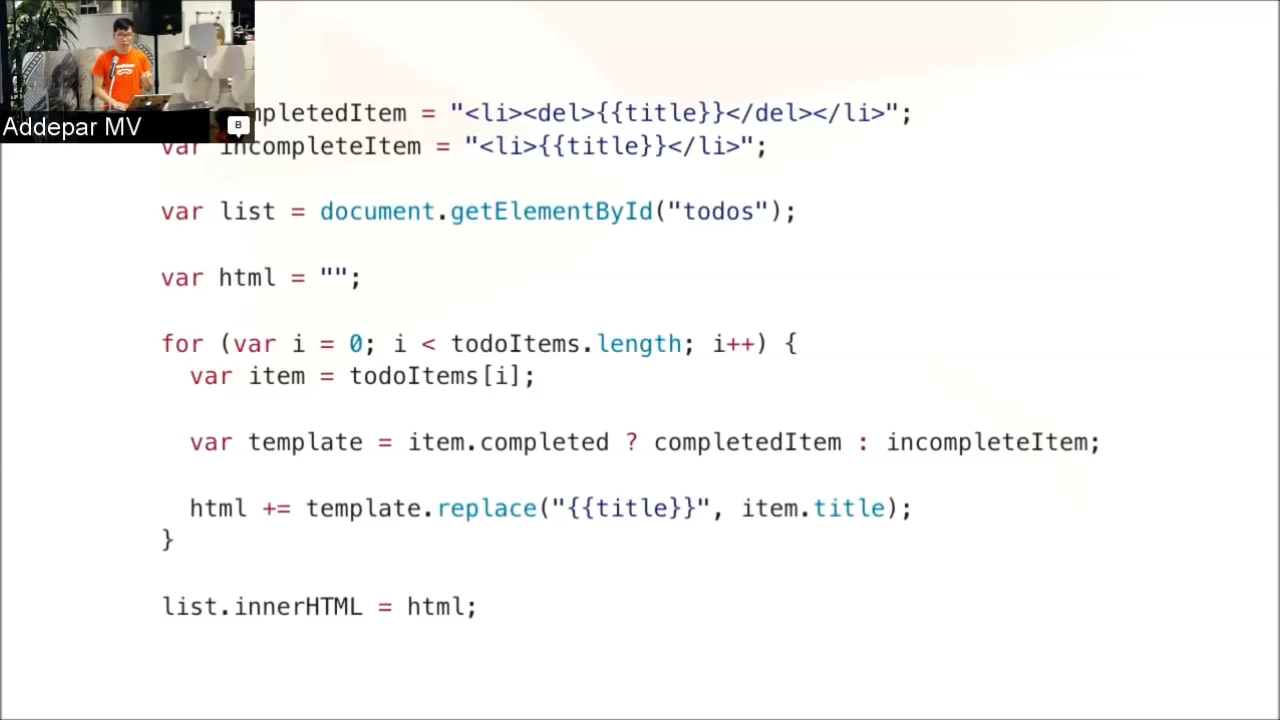 Addepar MV
B
mpletedItem = "<li><del>{{title}}</del></li>";
var incompleteItem = "<li>{{title}}</li>";
var list = document.getElementById("todos");
var html = "";
for (var i = 0; i < todoItems.length; i++) {
var item = todoItems[i];
var template = item.completed ? completedItem : incompleteItem;
html += template.replace("{{title}}", item.title);
}
list.innerHTML = html;